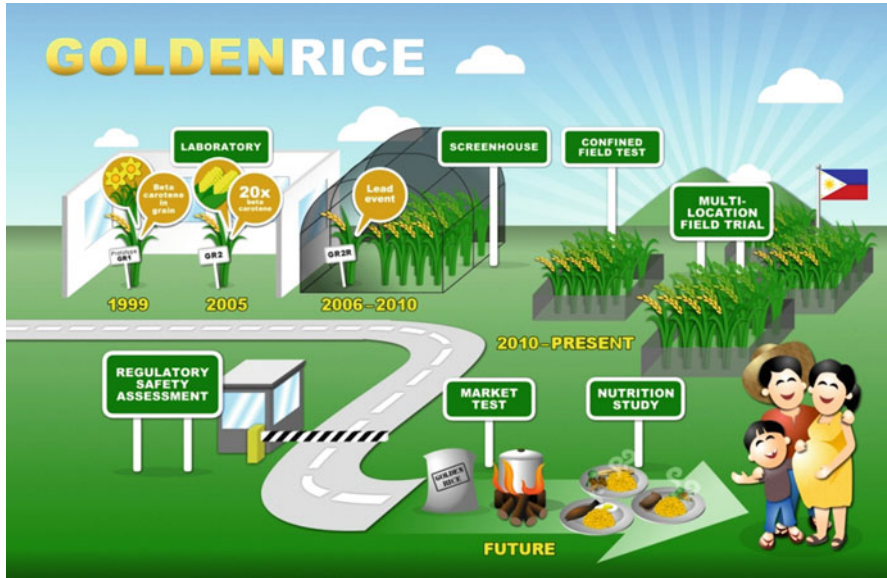 GOLDENRICE
LABORATORY
SCREENHOUSE
CONFINED
FIELD TEST
MULTI-
LOCATION
FIELD TRIAL
Beta
carotene
in
grain
20x
beta
carotene
Lead
event
Prototype
GR1
GR2
GR2R
1999
2005
2006–2010
2010–PRESENT
REGULATORY
SAFETY
ASSESSMENT
MARKET
TEST
NUTRITION
STUDY
GOLDEN
RICE
FUTURE